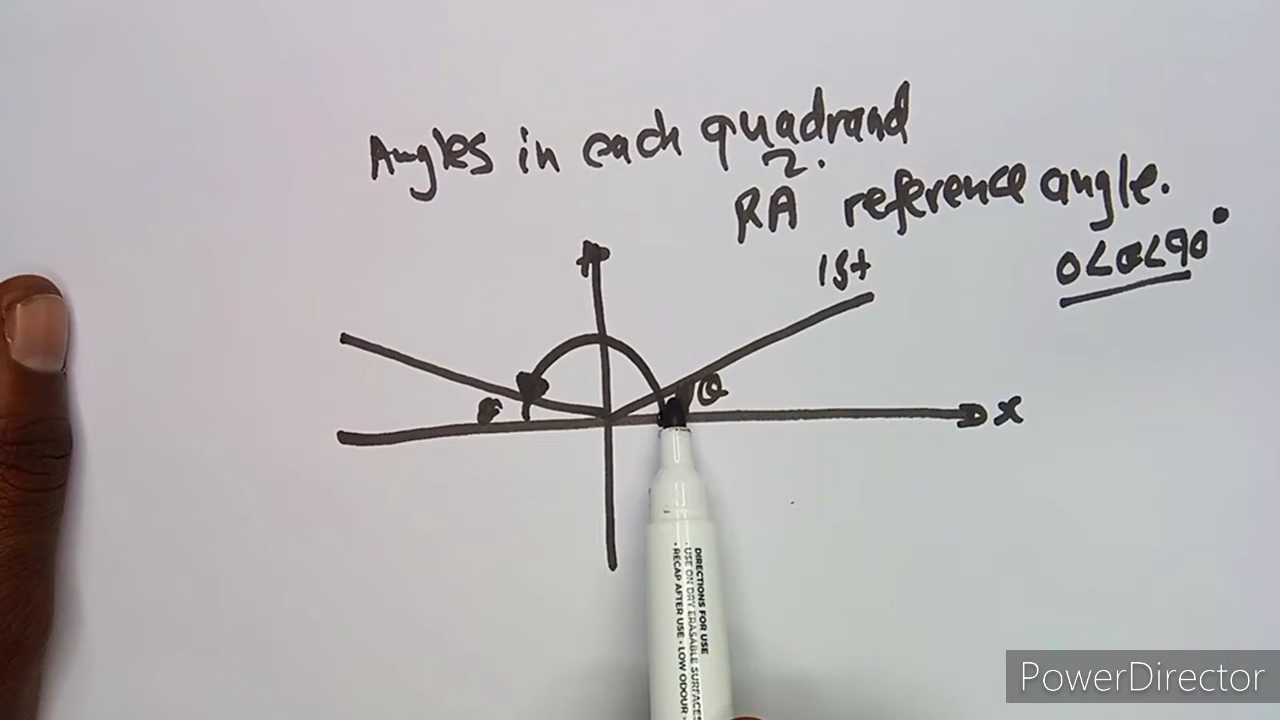 Angles in each quadrand
2.
RA reference angle.
1st
0<θ<90°
θ
θ
x
DIRECTIONS FOR USE
• USE ON DRY ERASABLE SURFACES
• RECAP AFTER USE • LOW ODOUR •
PowerDirector